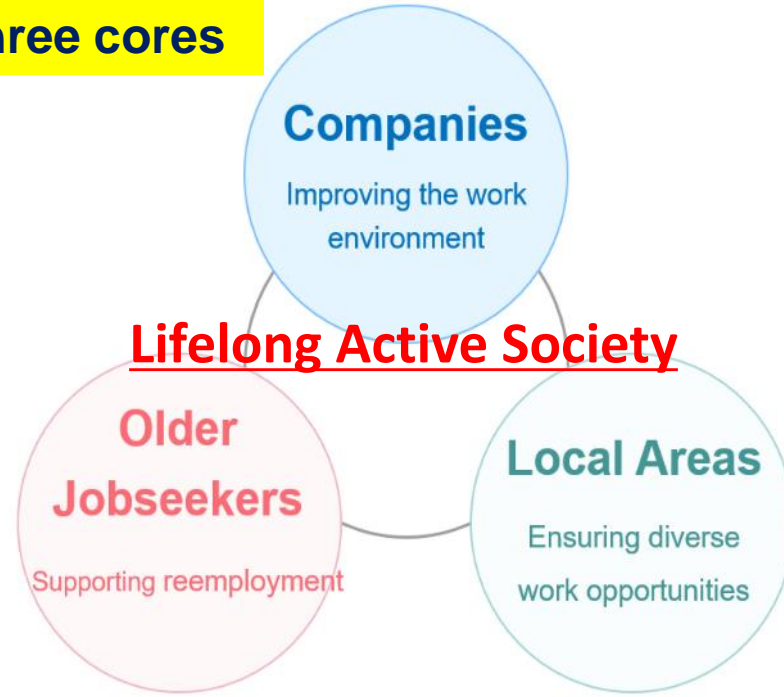 hree cores
Companies
Improving the work
environment
Lifelong Active Society
Older
Jobseekers
Supporting reemployment
Local Areas
Ensuring diverse
work opportunities